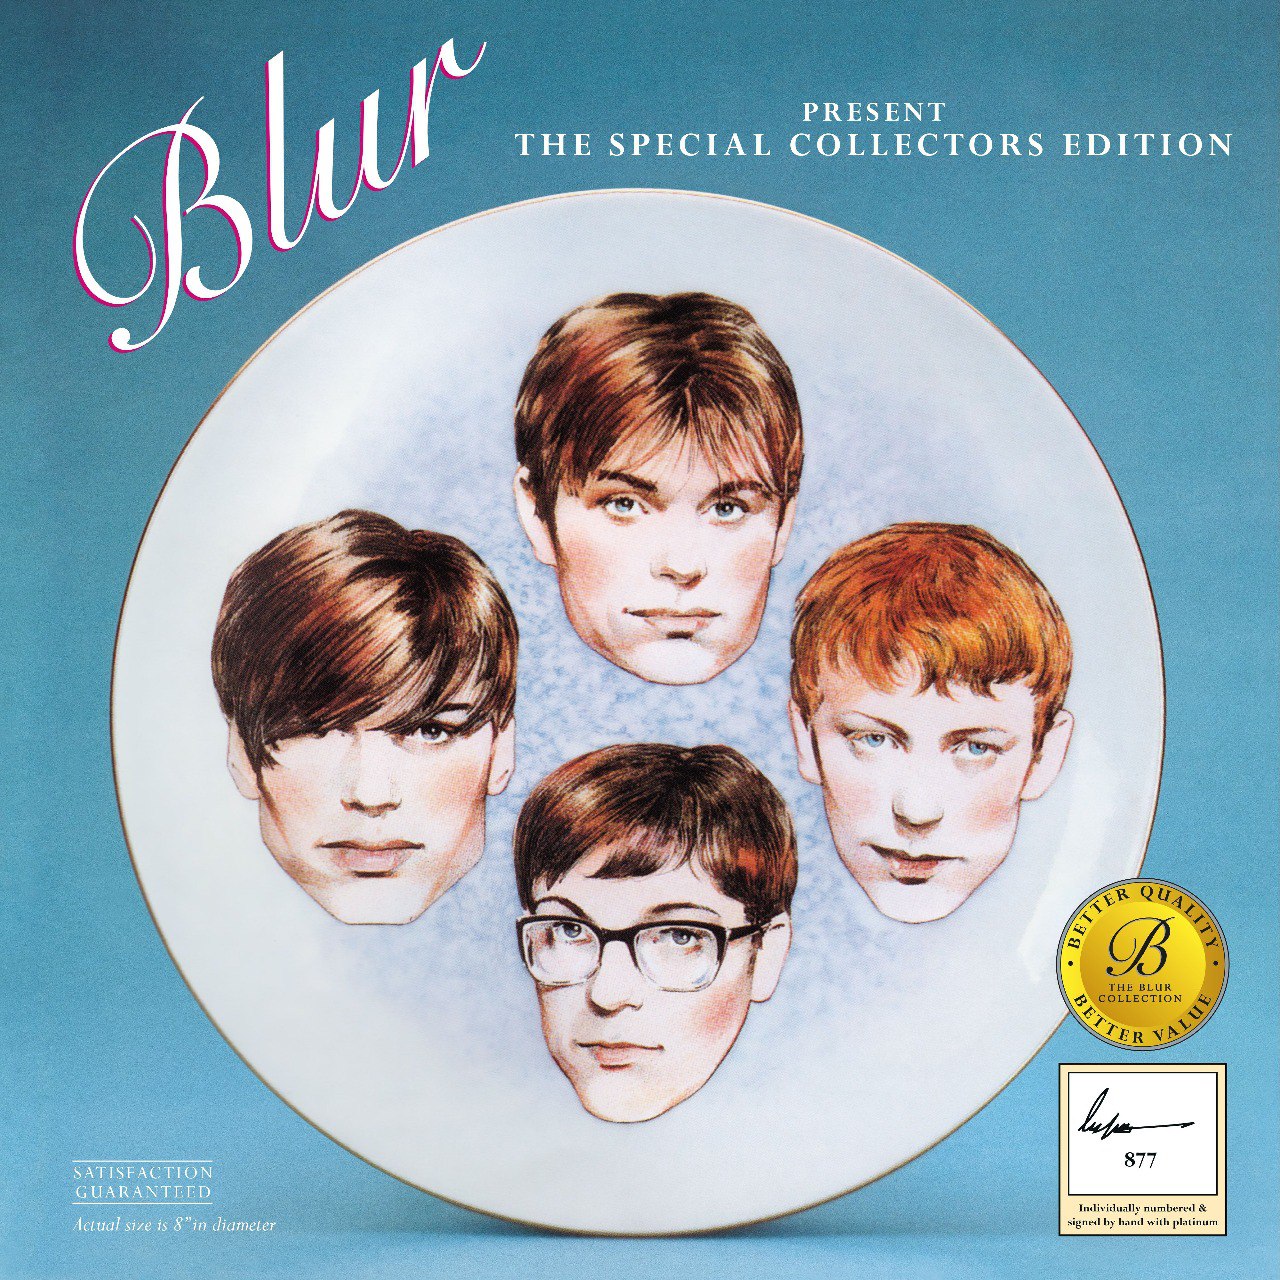 Blur
PRESENT
THE SPECIAL COLLECTORS EDITION
BETTER QUALITY
B
THE BLUR
COLLECTION
BETTER VALUE
877
Individually numbered &
signed by hand with platinum
SATISFACTION
GUARANTEED
Actual size is 8" in diameter